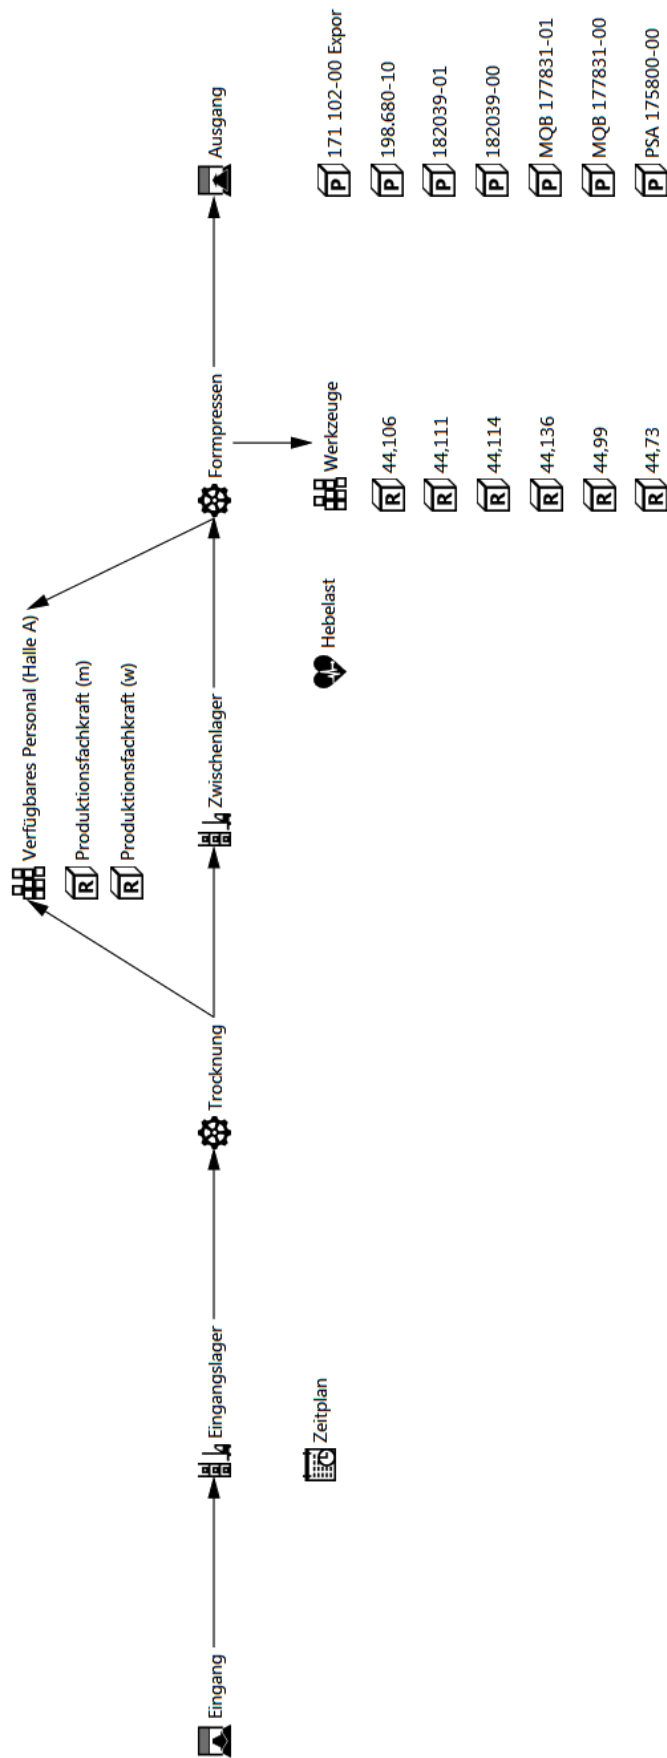 Verfügbares Personal (Halle A)
R Produktionsfachkraft (m)
R Produktionsfachkraft (w)
Eingang
Eingangslager
Trocknung
Zwischenlager
Formpressen
Ausgang
Zeitplan
Hebelast
Werkzeuge
R 44,106
R 44,111
R 44,114
R 44,136
R 44,99
R 44,73
P 171 102-00 Expor
P 198.680-10
P 182039-01
P 182039-00
P MQB 177831-01
P MQB 177831-00
P PSA 175800-00